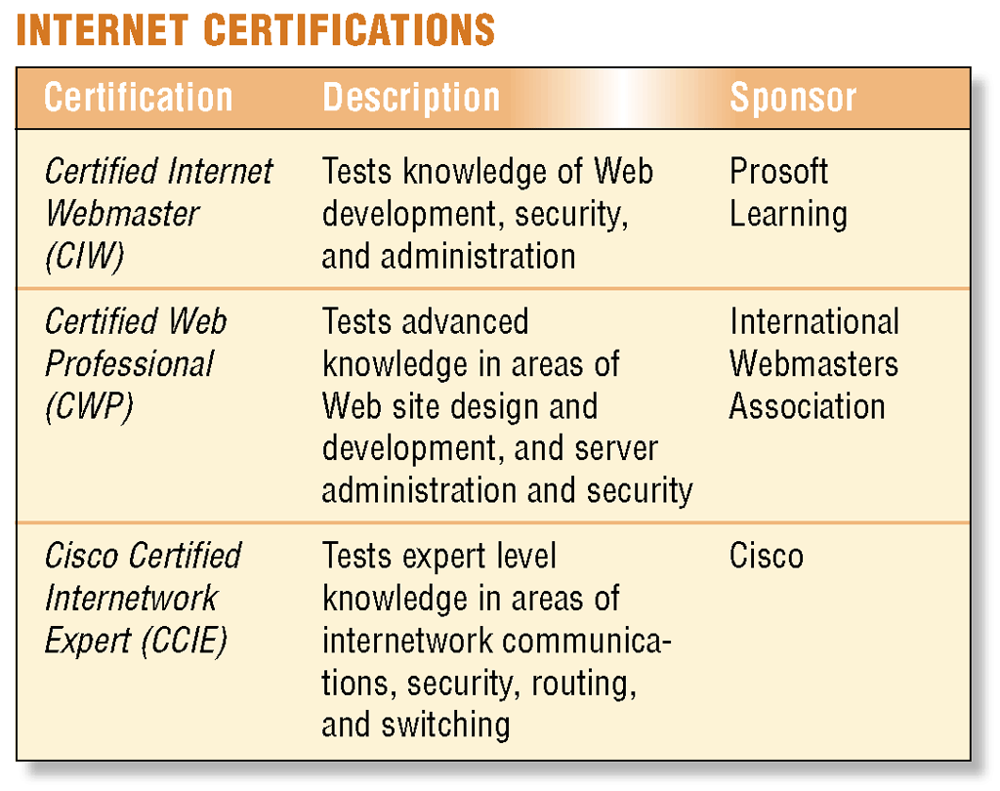 INTERNET CERTIFICATIONS
Certification Description Sponsor
Certified Internet
Webmaster
(CIW)
Tests knowledge of Web
development, security,
and administration
Prosoft
Learning
Certified Web
Professional
(CWP)
Tests advanced
knowledge in areas of
Web site design and
development, and server
administration and security
International
Webmasters
Association
Cisco Certified
Internetwork
Expert (CCIE)
Tests expert level
knowledge in areas of
internetwork communica-
tions, security, routing,
and switching
Cisco